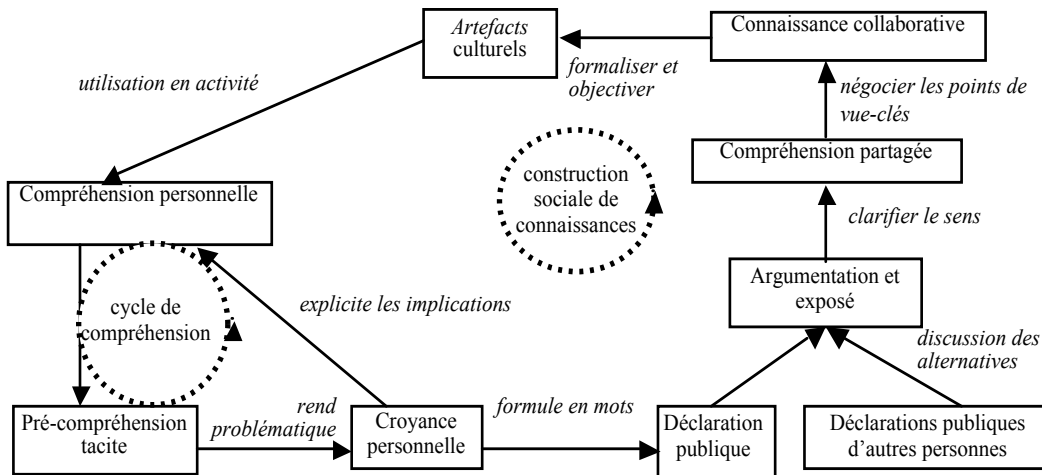 Artefacts
culturels
Connaissance collaborative
utilisation en activité
formaliser et
objectiver
négocier les points de
vue-clés
Compréhension partagée
Compréhension personnelle
construction
sociale de
connaissances
clarifier le sens
Argumentation et
exposé
cycle de
compréhension
explicite les implications
discussion des
alternatives
Pré-compréhension
tacite
rend
problématique
Croyance
personnelle
formule en mots
Déclaration
publique
Déclarations publiques
d’autres personnes